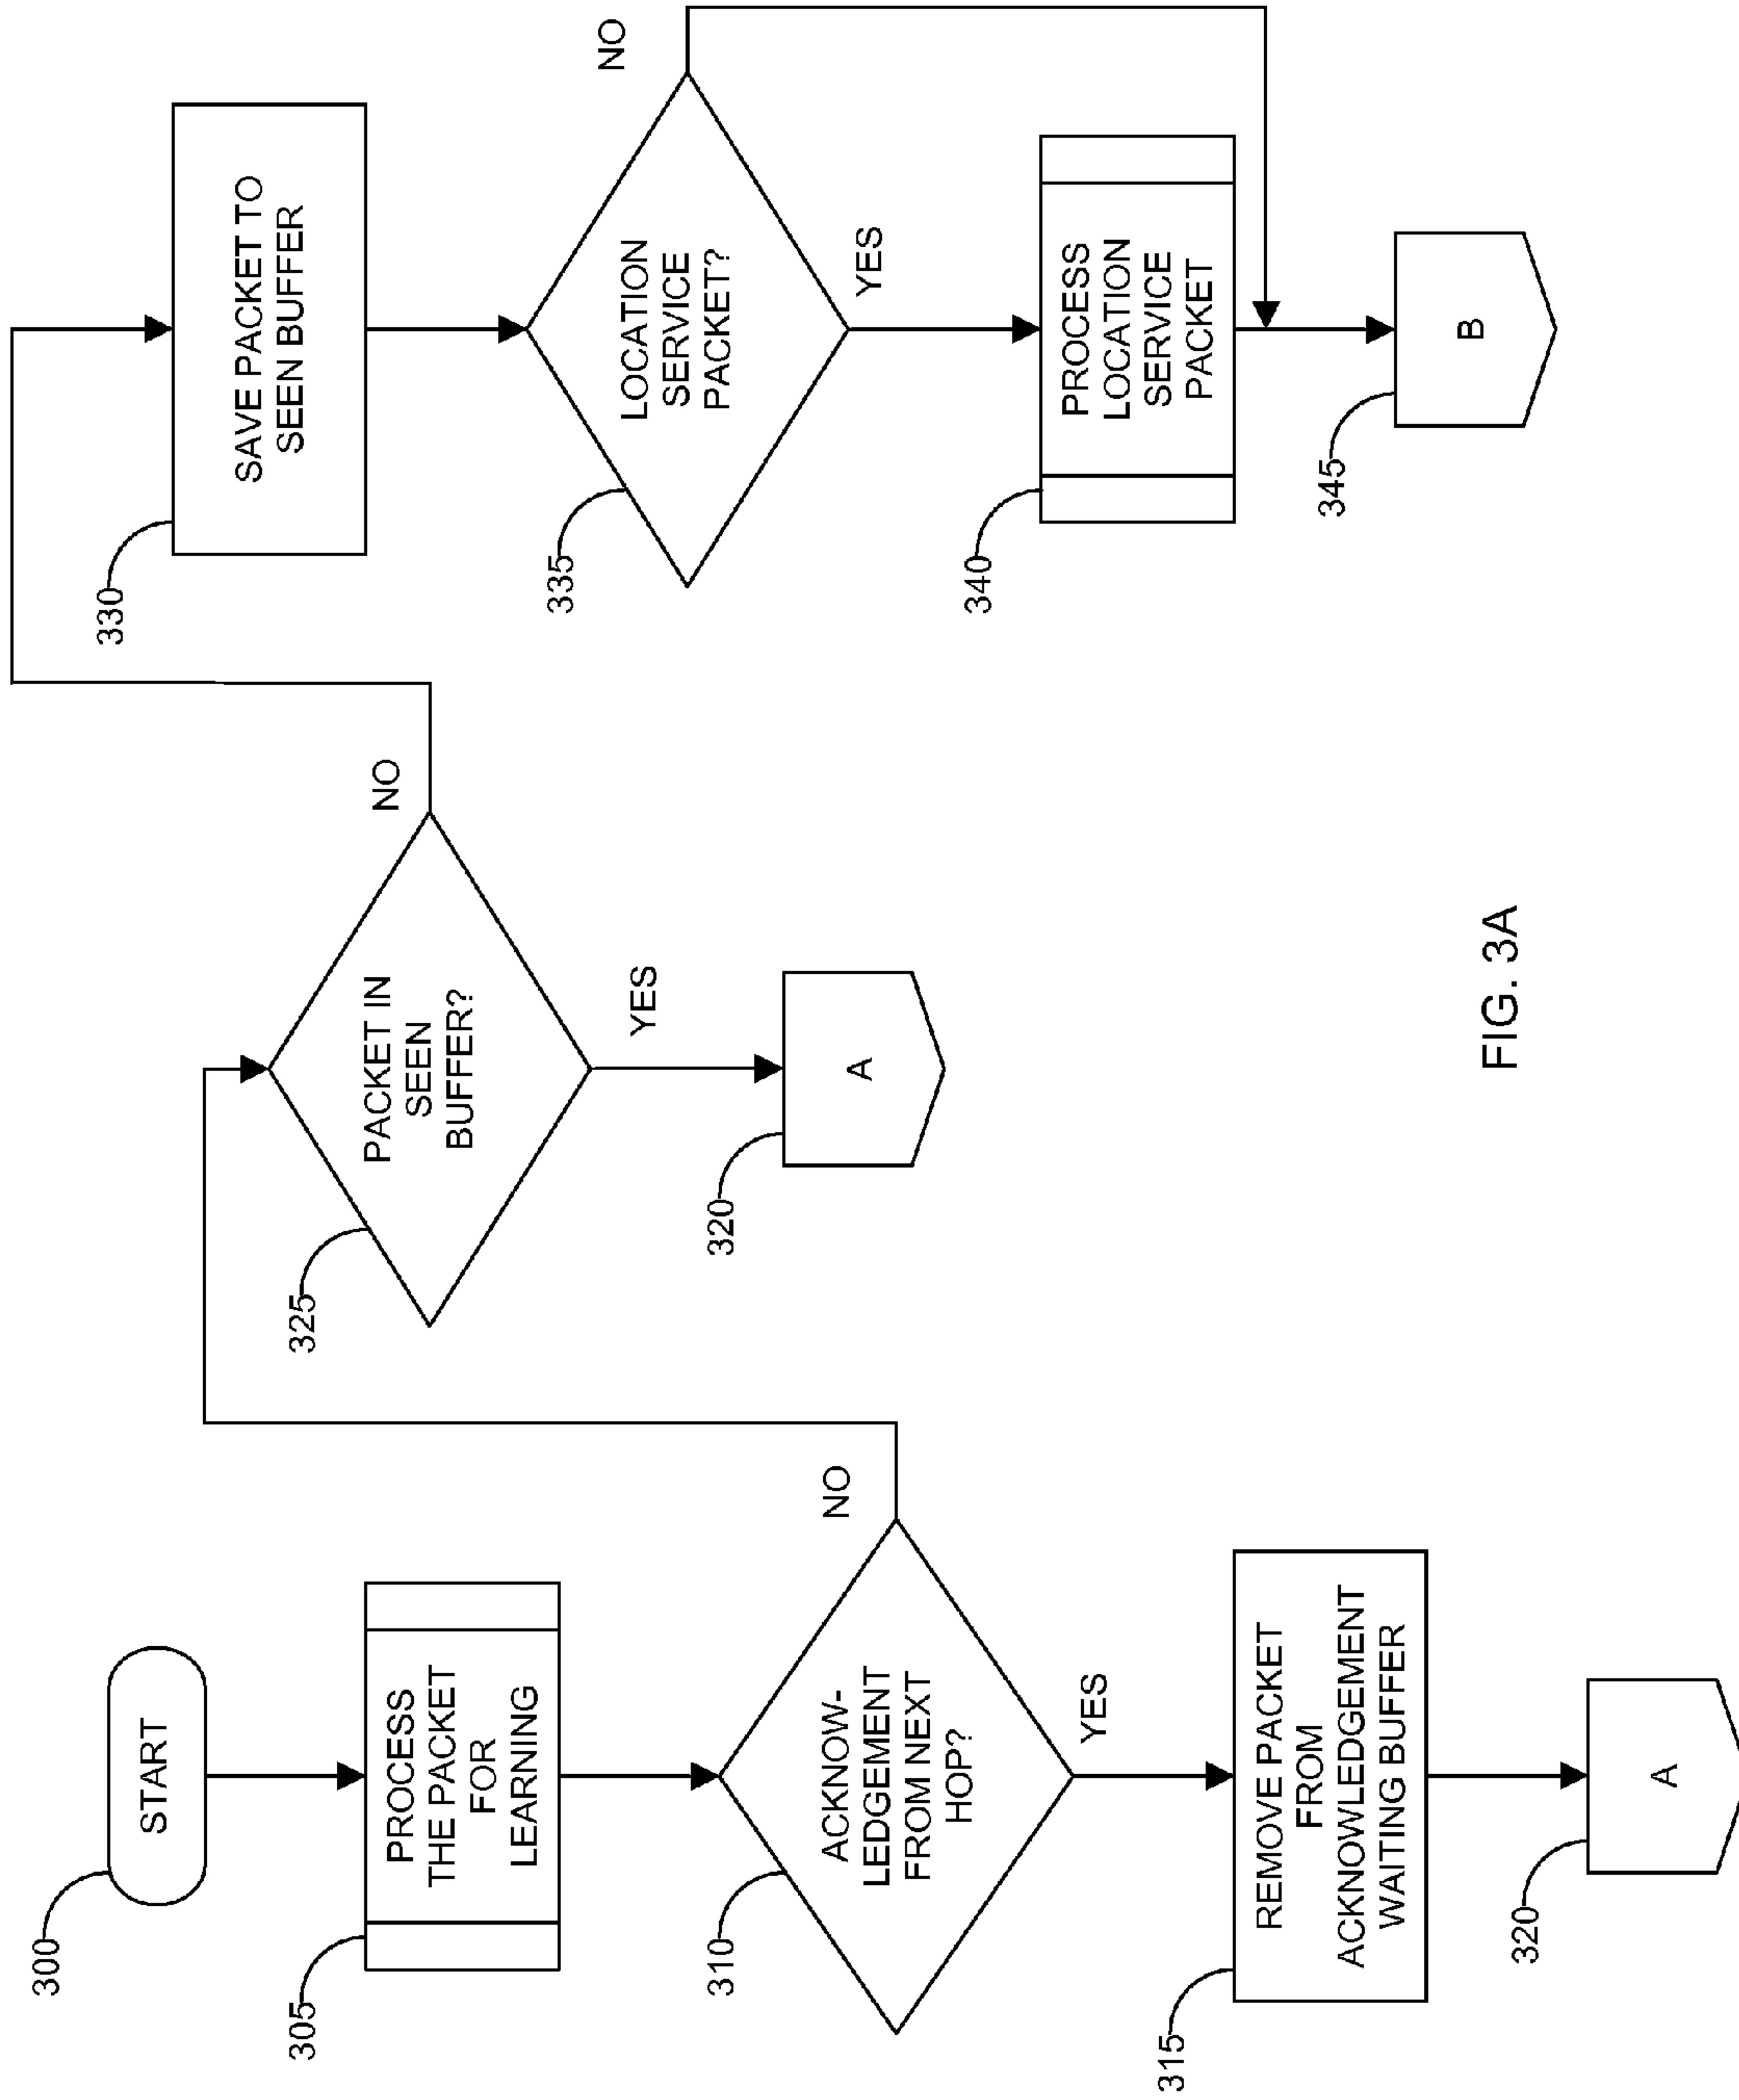 300
START
305
PROCESS
THE PACKET
FOR
LEARNING
310
ACKNOW-
LEDGEMENT
FROM NEXT
HOP?
NO
YES
315
REMOVE PACKET
FROM
ACKNOWLEDGEMENT
WAITING BUFFER
320
A
325
PACKET IN
SEEN
BUFFER?
NO
YES
320
A
330
SAVE PACKET TO
SEEN BUFFER
335
LOCATION
SERVICE
PACKET?
NO
YES
340
PROCESS
LOCATION
SERVICE
PACKET
345
B
FIG. 3A